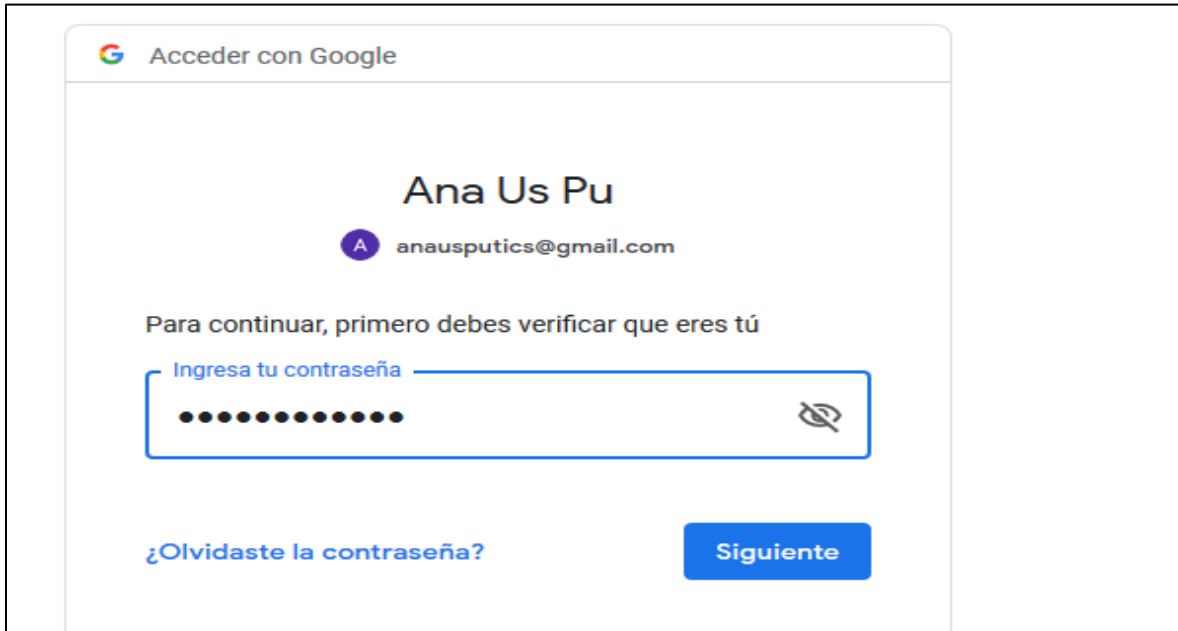 Acceder con Google
Ana Us Pu
A anausputics@gmail.com
Para continuar, primero debes verificar que eres tú
Ingresa tu contraseña
••••••••••••
¿Olvidaste la contraseña? Siguiente